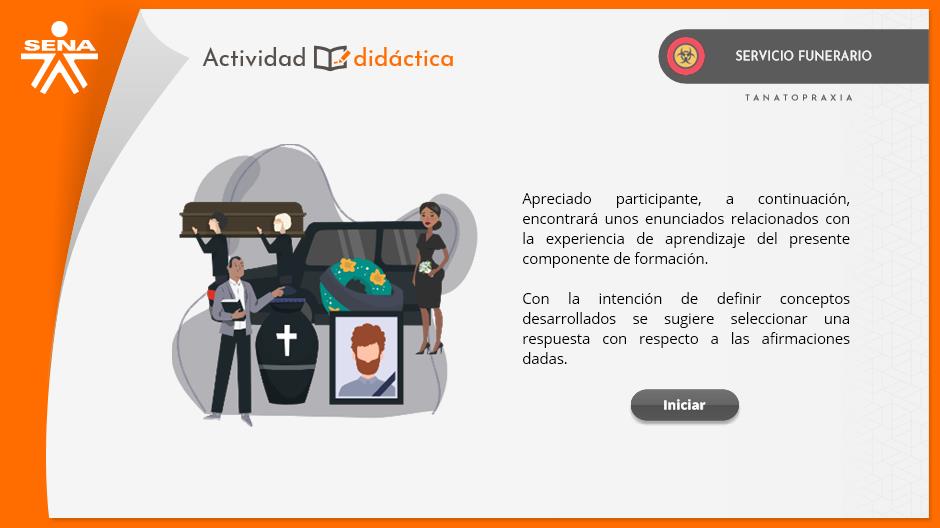 SENA
Actividad didáctica
SERVICIO FUNERARIO
TANATOPRAXIA
Apreciado participante, a continuación,
encontrará unos enunciados relacionados con
la experiencia de aprendizaje del presente
componente de formación.
Con la intención de definir conceptos
desarrollados se sugiere seleccionar una
respuesta con respecto a las afirmaciones
dadas.
Iniciar